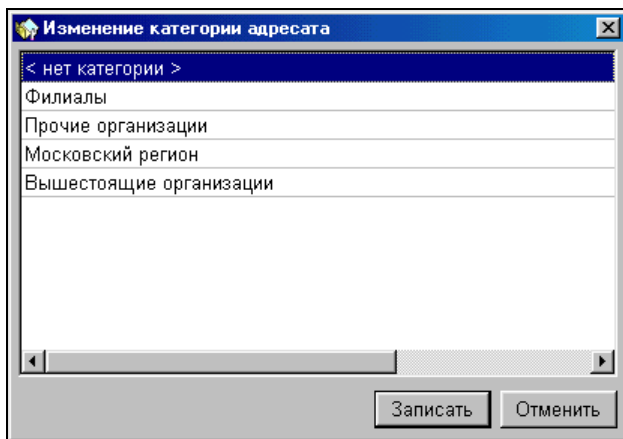 Изменение категории адресата
< нет категории >
Филиалы
Прочие организации
Московский регион
Вышестоящие организации
Записать Отменить